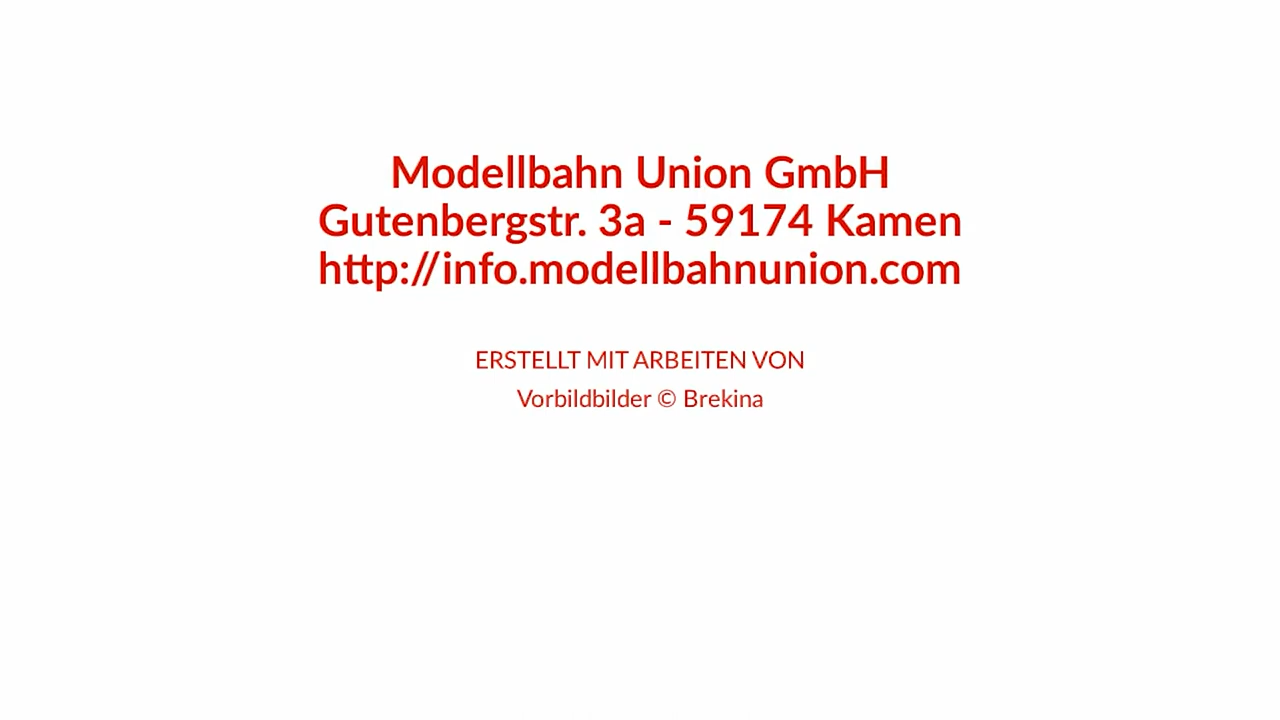 Modellbahn Union GmbH
Gutenbergstr. 3a - 59174 Kamen
http://info.modellbahnunion.com
ERSTELLT MIT ARBEITEN VON
Vorbildbilder © Brekina